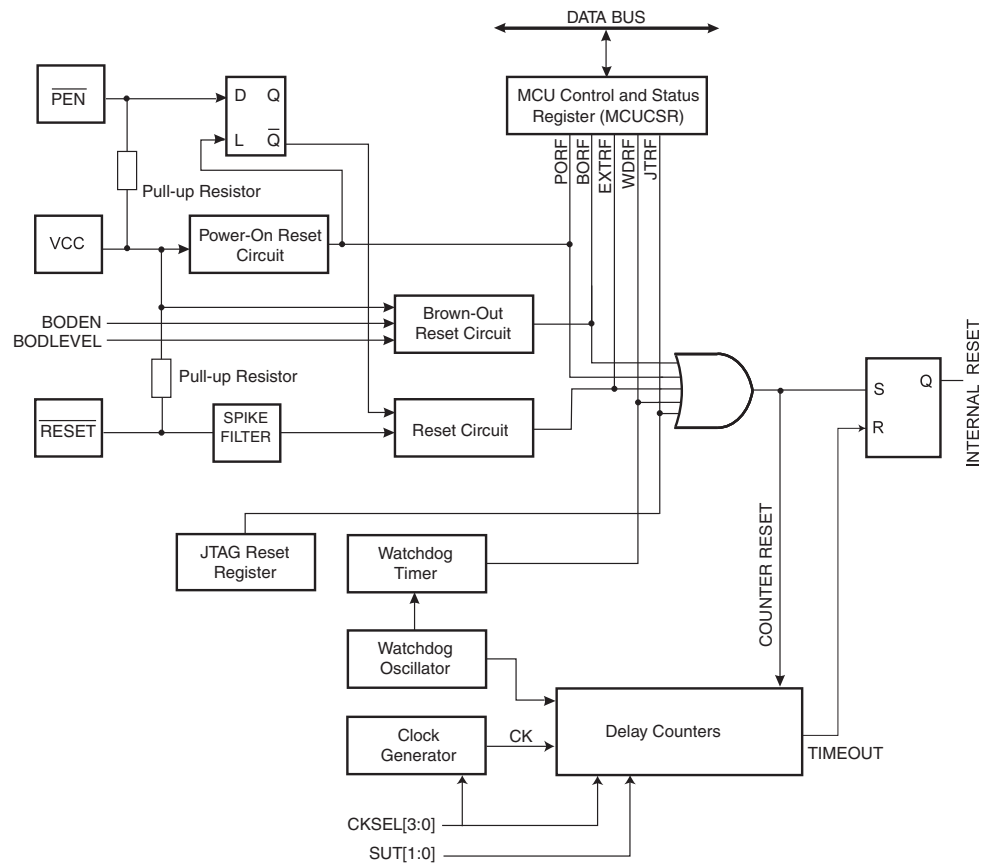 DATA BUS
PEN
D Q
L Q
MCU Control and Status
Register (MCUCSR)
PORF
BORF
EXTRF
WDRF
JTRF
Pull-up Resistor
VCC
Power-On Reset
Circuit
BODEN
BODLEVEL
Brown-Out
Reset Circuit
Pull-up Resistor
RESET
SPIKE
FILTER
Reset Circuit
S Q
R
INTERNAL RESET
JTAG Reset
Register
Watchdog
Timer
COUNTER RESET
Watchdog
Oscillator
Clock
Generator
CK
Delay Counters
TIMEOUT
CKSEL[3:0]
SUT[1:0]